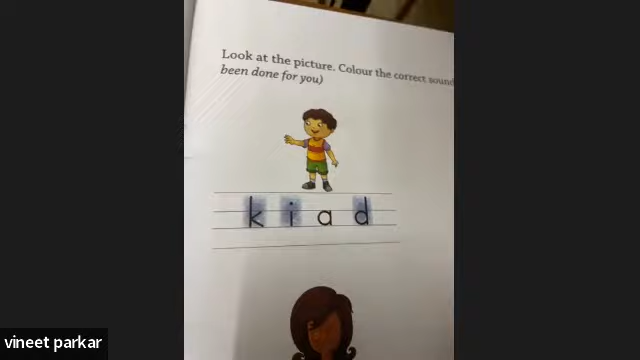 Look at the picture. Colour the correct sound
been done for you)
k i a d
vineet parkar